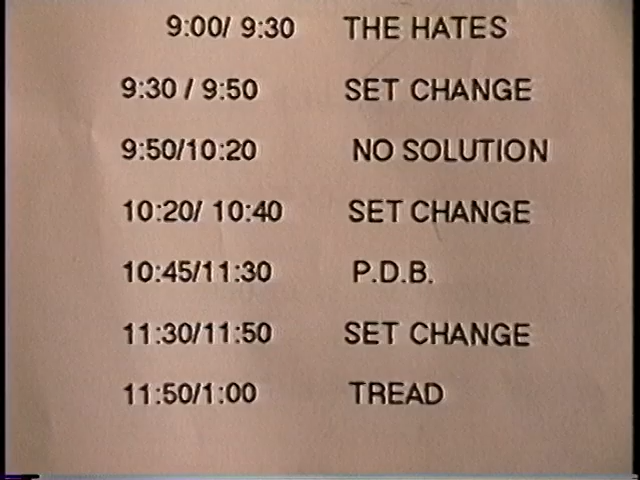 9:00/ 9:30 THE HATES
9:30 / 9:50 SET CHANGE
9:50/10:20 NO SOLUTION
10:20/ 10:40 SET CHANGE
10:45/11:30 P.D.B.
11:30/11:50 SET CHANGE
11:50/1:00 TREAD